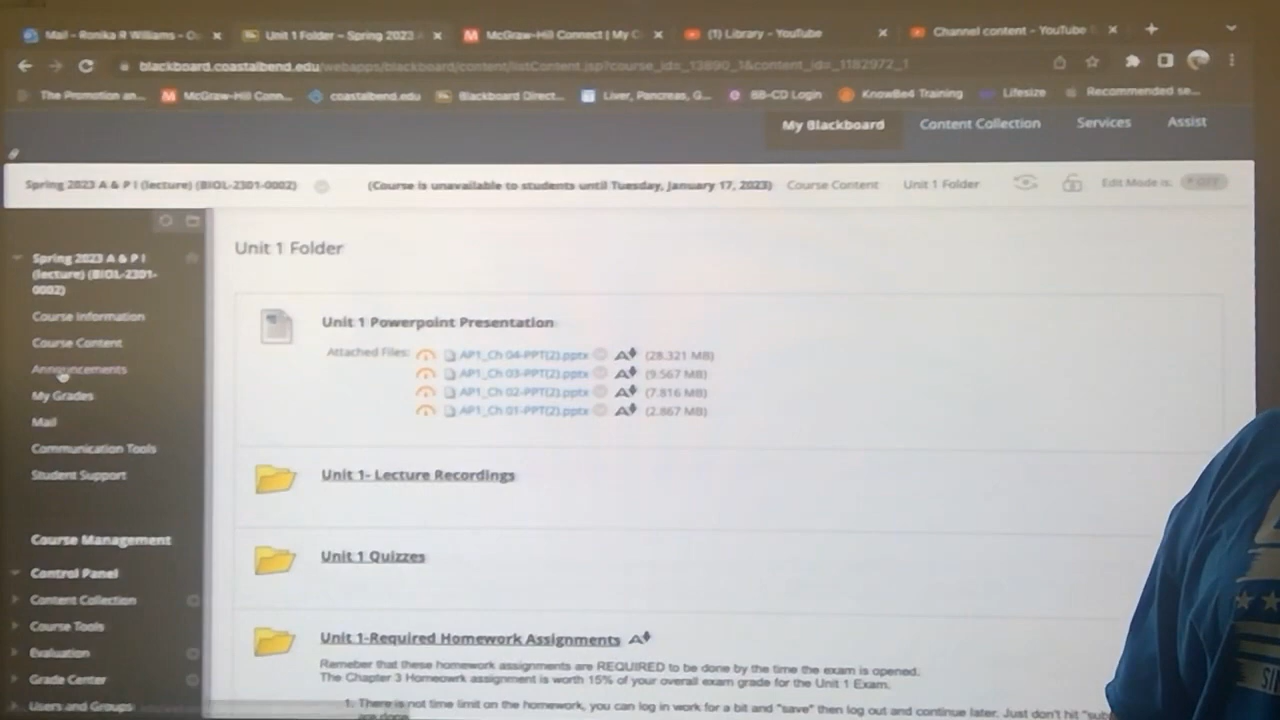 Mail - Ronika R Williams - O
Unit 1 Folder – Spring 2023
McGraw-Hill Connect | My C
(1) Library - YouTube
Channel content - YouTube
blackboard.coastalbend.edu/webapps/blackboard/content/listContent.jsp?course_id=_13890_1&content_id=_1182972_1
The Promotion an...
McGraw-Hill Conn...
coastalbend.edu
Blackboard Direct...
Liver, Pancreas, G...
BB-CD Login
KnowBe4 Training
Lifesize
Recommended se...
My Blackboard
Content Collection
Services
Assist
Spring 2023 A & P I (lecture) (BIOL-2301-0002)
(Course is unavailable to students until Tuesday, January 17, 2023)
Course Content
Unit 1 Folder
Edit Mode is:
OFF
Spring 2023 A & P I
(lecture) (BIOL-2301-
0002)
Course Information
Course Content
Announcements
My Grades
Mail
Communication Tools
Student Support
Course Management
Control Panel
Content Collection
Course Tools
Evaluation
Grade Center
Users and Groups
Unit 1 Folder
Unit 1 Powerpoint Presentation
Attached Files:
AP1_Ch 04-PPT(2).pptx (28.321 MB)
AP1_Ch 03-PPT(2).pptx (9.567 MB)
AP1_Ch 02-PPT(2).pptx (7.816 MB)
AP1_Ch 01-PPT(2).pptx (2.867 MB)
Unit 1- Lecture Recordings
Unit 1 Quizzes
Unit 1-Required Homework Assignments
Remeber that these homework assignments are REQUIRED to be done by the time the exam is opened.
The Chapter 3 Homeowrk assignment is worth 15% of your overall exam grade for the Unit 1 Exam.
1. There is not time limit on the homework, you can log in work for a bit and "save" then log out and continue later. Just don't hit "sub
are done